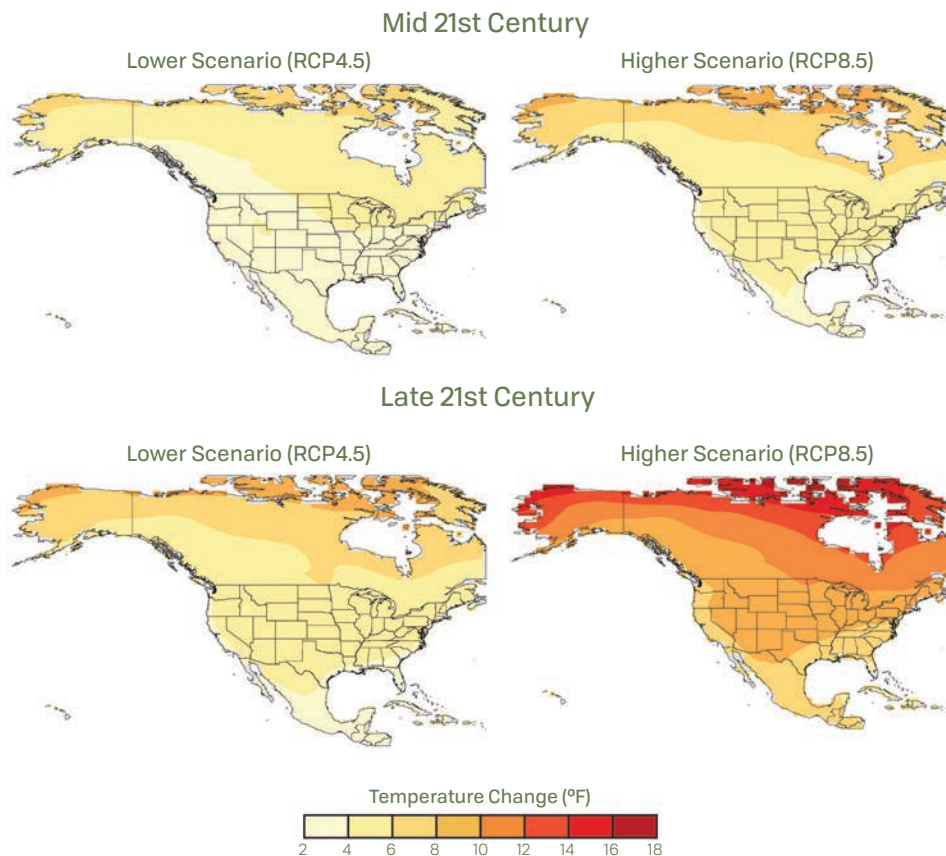 Mid 21st Century
Lower Scenario (RCP4.5)
Higher Scenario (RCP8.5)
Late 21st Century
Lower Scenario (RCP4.5)
Higher Scenario (RCP8.5)
Temperature Change (°F)
2 4 6 8 10 12 14 16 18